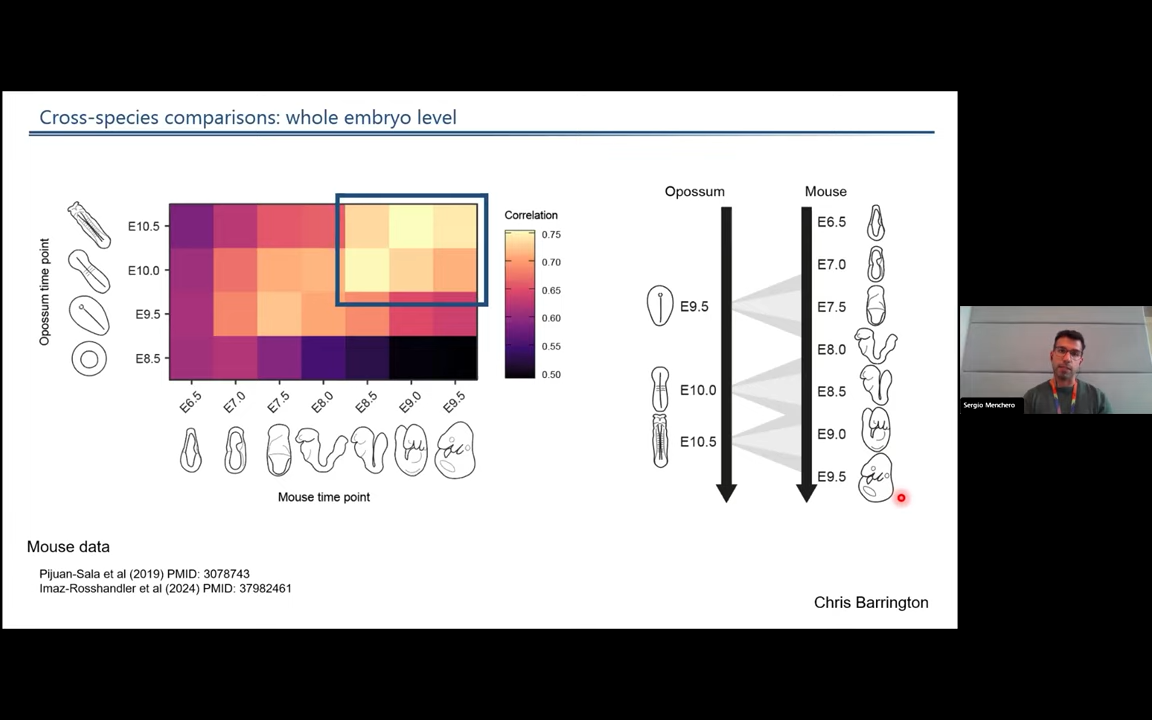 Cross-species comparisons: whole embryo level
Opossum time point
E10.5
E10.0
E9.5
E8.5
E6.5
E7.0
E7.5
E8.0
E8.5
E9.0
E9.5
Mouse time point
Correlation
0.75
0.70
0.65
0.60
0.55
0.50
Opossum
E9.5
E10.0
E10.5
Mouse
E6.5
E7.0
E7.5
E8.0
E8.5
E9.0
E9.5
Mouse data
Pijuan-Sala et al (2019) PMID: 3078743
Imaz-Rosshandler et al (2024) PMID: 37982461
Chris Barrington
Sergio Menchero